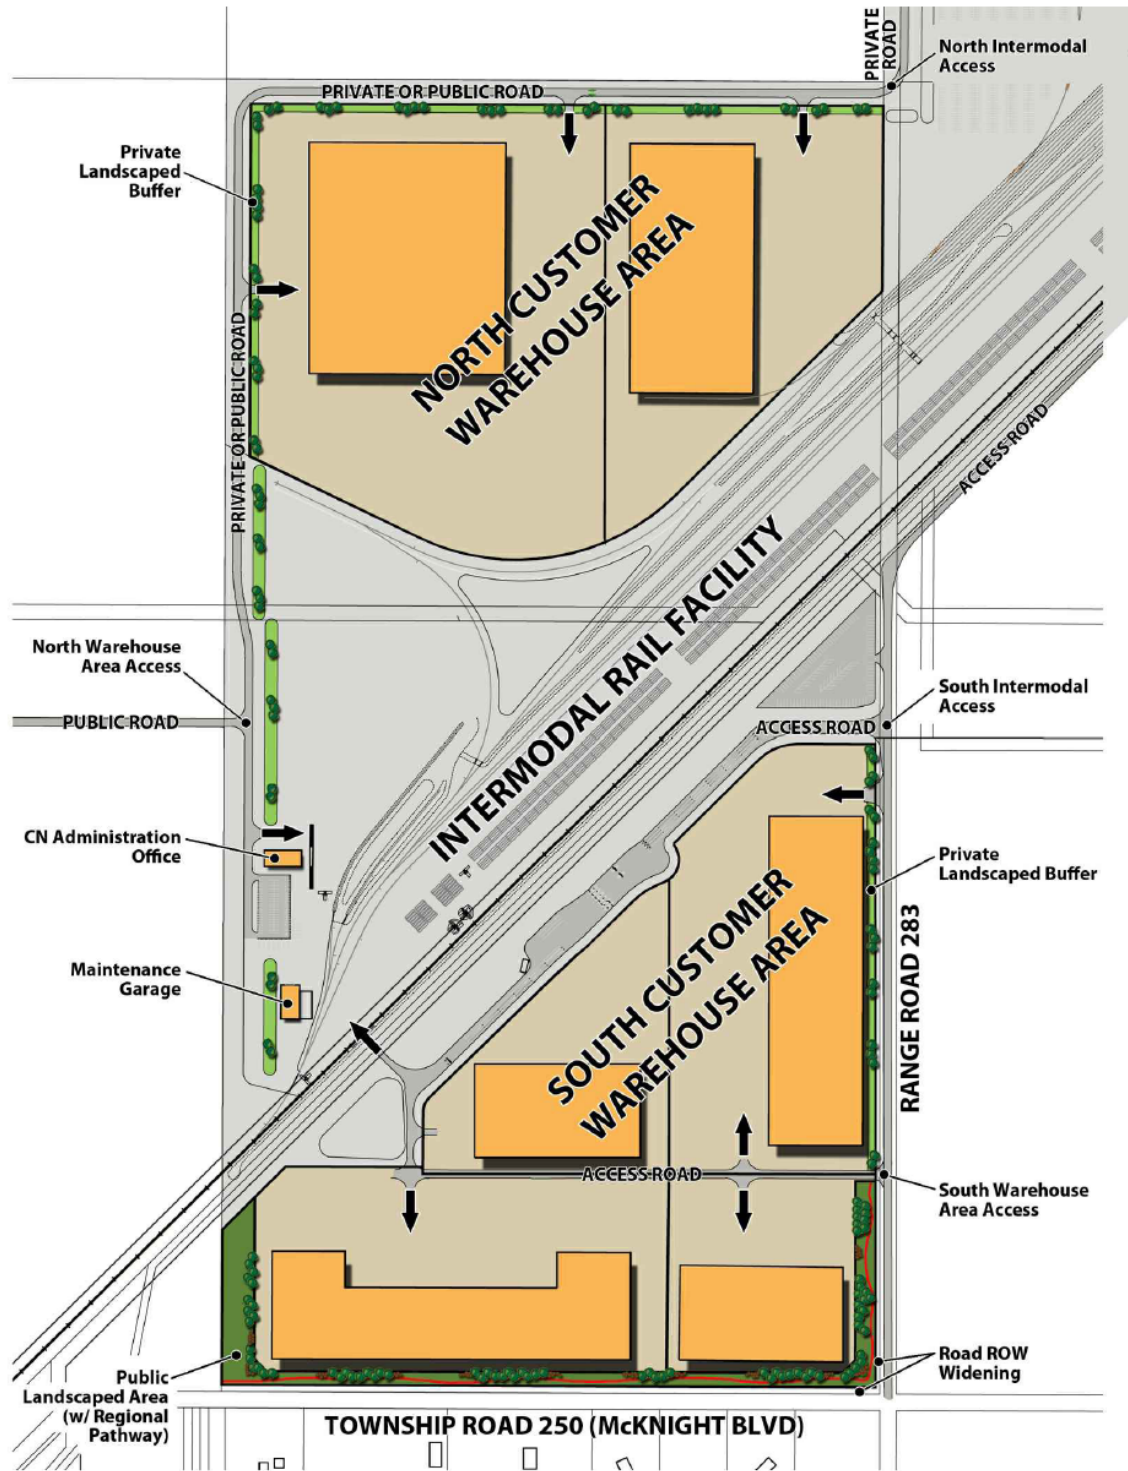 PRIVATE
ROAD
North Intermodal
Access
PRIVATE OR PUBLIC ROAD
Private
Landscaped
Buffer
NORTH CUSTOMER
WAREHOUSE AREA
PRIVATE OR PUBLIC ROAD
ACCESS ROAD
INTERMODAL RAIL FACILITY
North Warehouse
Area Access
PUBLIC ROAD
South Intermodal
Access
ACCESS ROAD
CN Administration
Office
Private
Landscaped Buffer
SOUTH CUSTOMER
WAREHOUSE AREA
RANGE ROAD 283
Maintenance
Garage
ACCESS ROAD
South Warehouse
Area Access
Road ROW
Widening
Public
Landscaped Area
(w/ Regional
Pathway)
TOWNSHIP ROAD 250 (McKNIGHT BLVD)